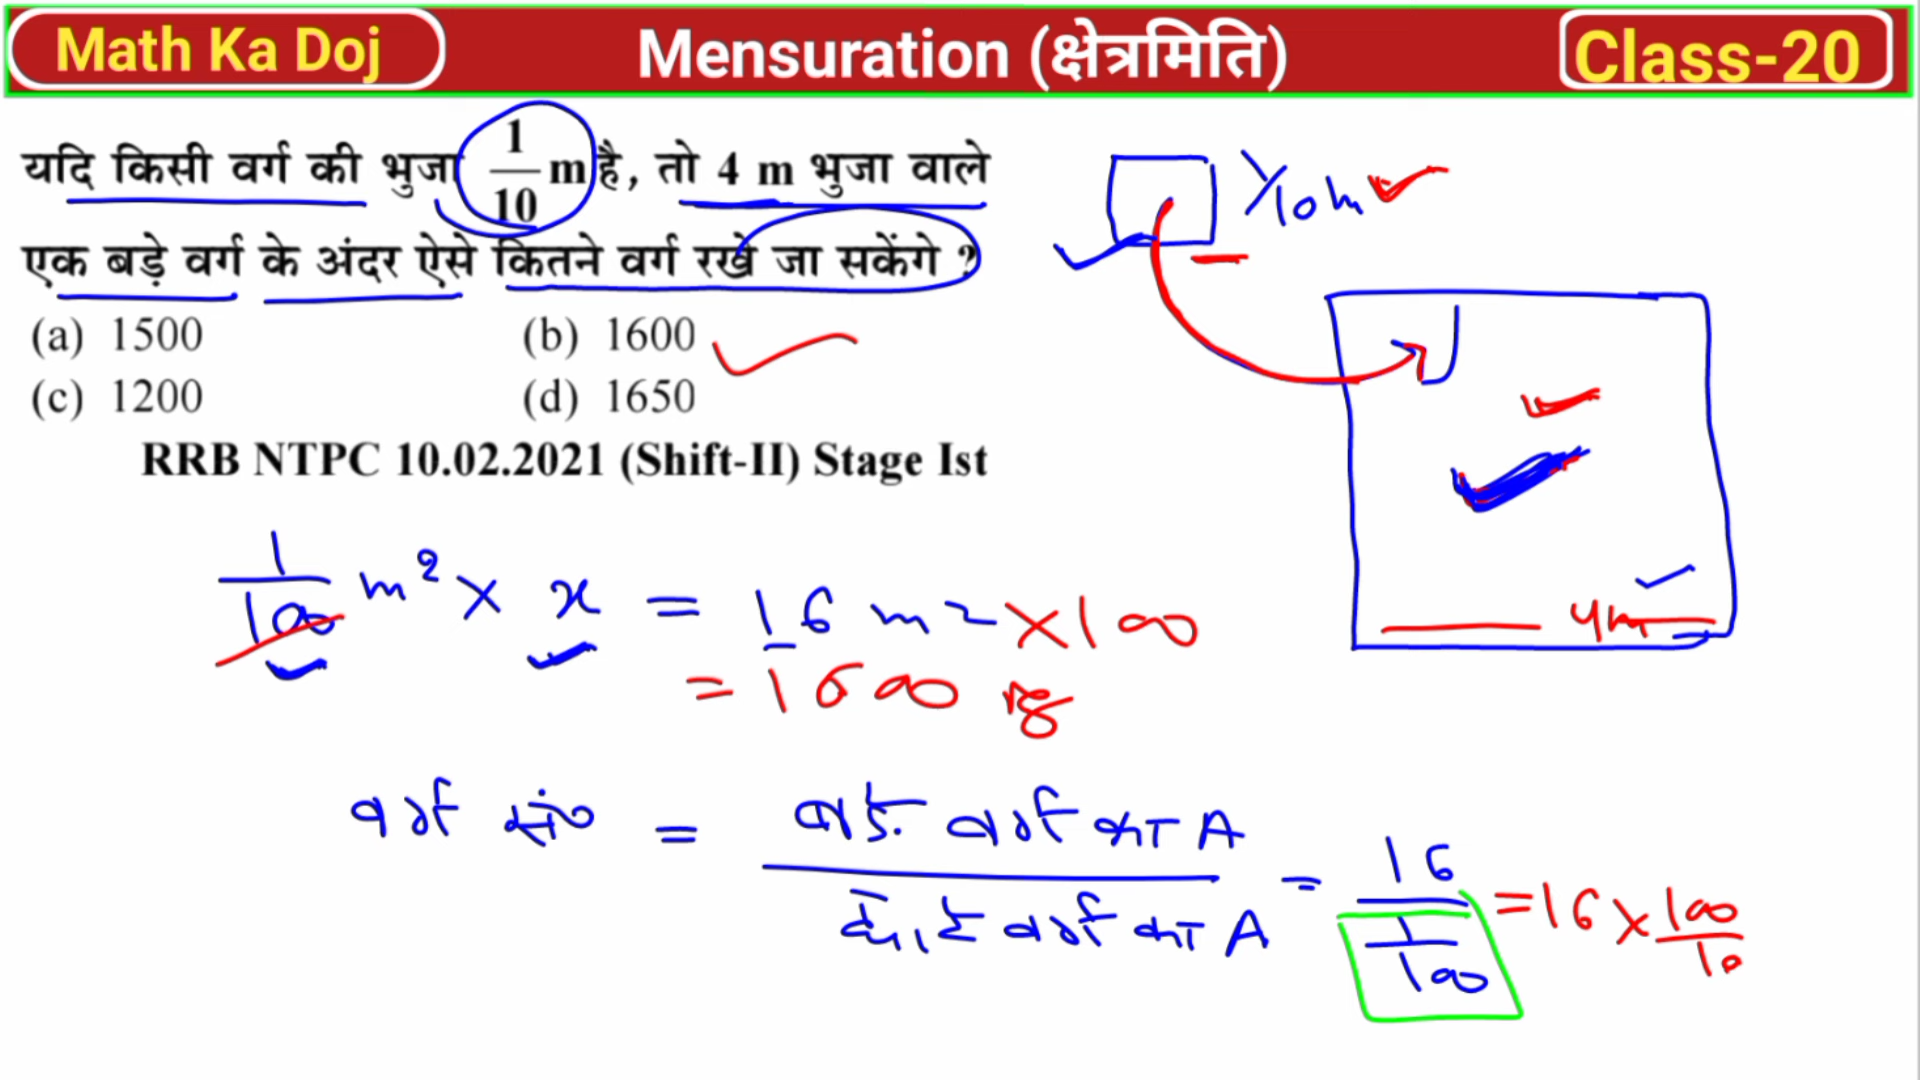 Math Ka Doj
Mensuration (क्षेत्रमिति)
Class-20
यदि किसी वर्ग की भुजा 1/10 m है, तो 4 m भुजा वाले
एक बड़े वर्ग के अंदर ऐसे कितने वर्ग रखे जा सकेंगे ?
(a) 1500 (b) 1600
(c) 1200 (d) 1650
RRB NTPC 10.02.2021 (Shift-II) Stage Ist
1/10 m
4m
1/100 m² × x = 16 m² × 100
= 1600
वर्ग सं० = बड़े वर्ग का A / छोटे वर्ग का A = 16 / 1/100 = 16 × 100/10